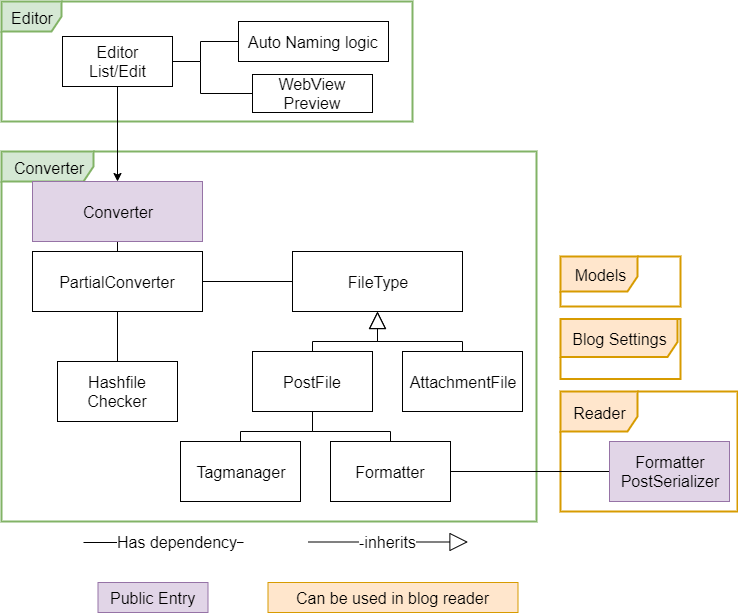 Editor
Editor
List/Edit
Auto Naming logic
WebView
Preview
Converter
Converter
PartialConverter
FileType
Hashfile
Checker
PostFile
AttachmentFile
Tagmanager
Formatter
Models
Blog Settings
Reader
Formatter
PostSerializer
Has dependency
inherits
Public Entry
Can be used in blog reader